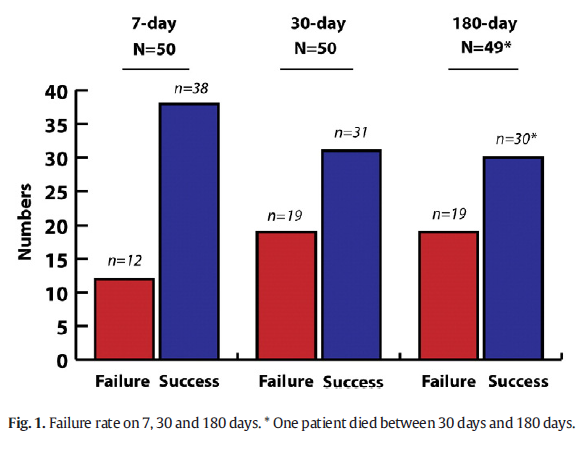 7-day 30-day 180-day
N=50 N=50 N=49*
40
35
30
25
20
15
10
5
0
Numbers
n=12
n=38
n=19
n=31
n=19
n=30*
Failure Success Failure Success Failure Success
Fig. 1. Failure rate on 7, 30 and 180 days. * One patient died between 30 days and 180 days.